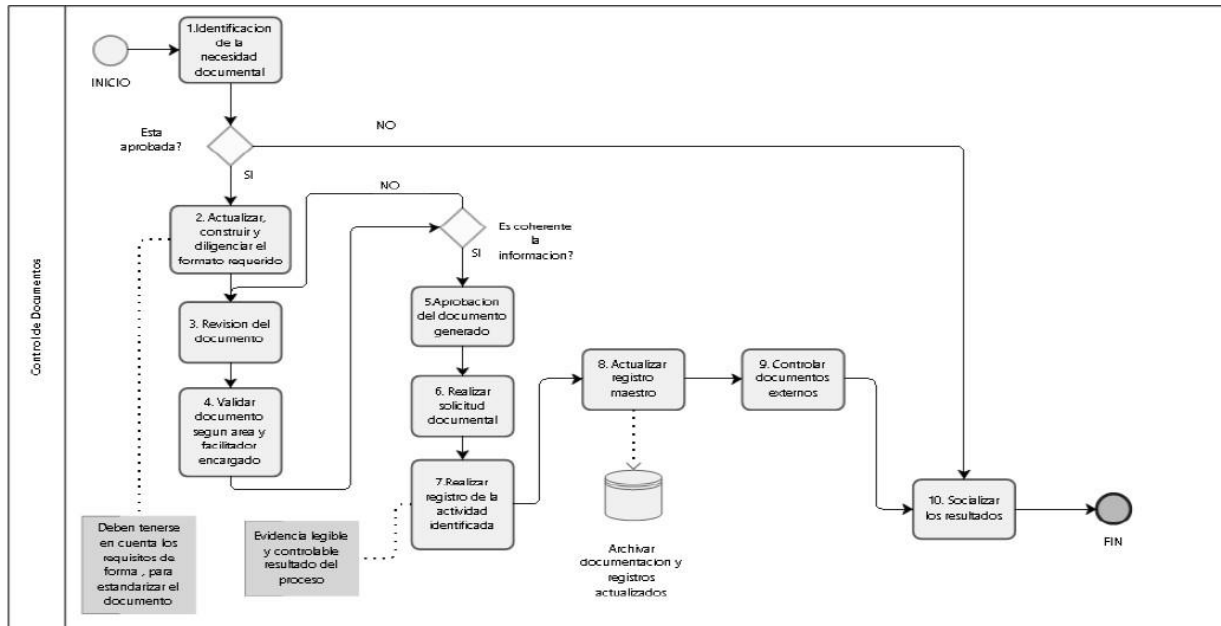 Control de Documentos
INICIO
1.Identificacion
de la
necesidad
documental
Esta
aprobada?
NO
SI
2. Actualizar,
construir y
diligenciar el
formato requerido
3. Revision del
documento
4. Validar
documento
segun area y
facilitador
encargado
Deben tenerse
en cuenta los
requisitos de
forma , para
estandarizar el
documento
NO
Es coherente
la
informacion?
SI
5.Aprobacion
del documento
generado
6. Realizar
solicitud
documental
7.Realizar
registro de la
actividad
identificada
Evidencia legible
y controlable
resultado del
proceso
8. Actualizar
registro
maestro
Archivar
documentacion y
registros
actualizados
9. Controlar
documentos
externos
10. Socializar
los resultados
FIN